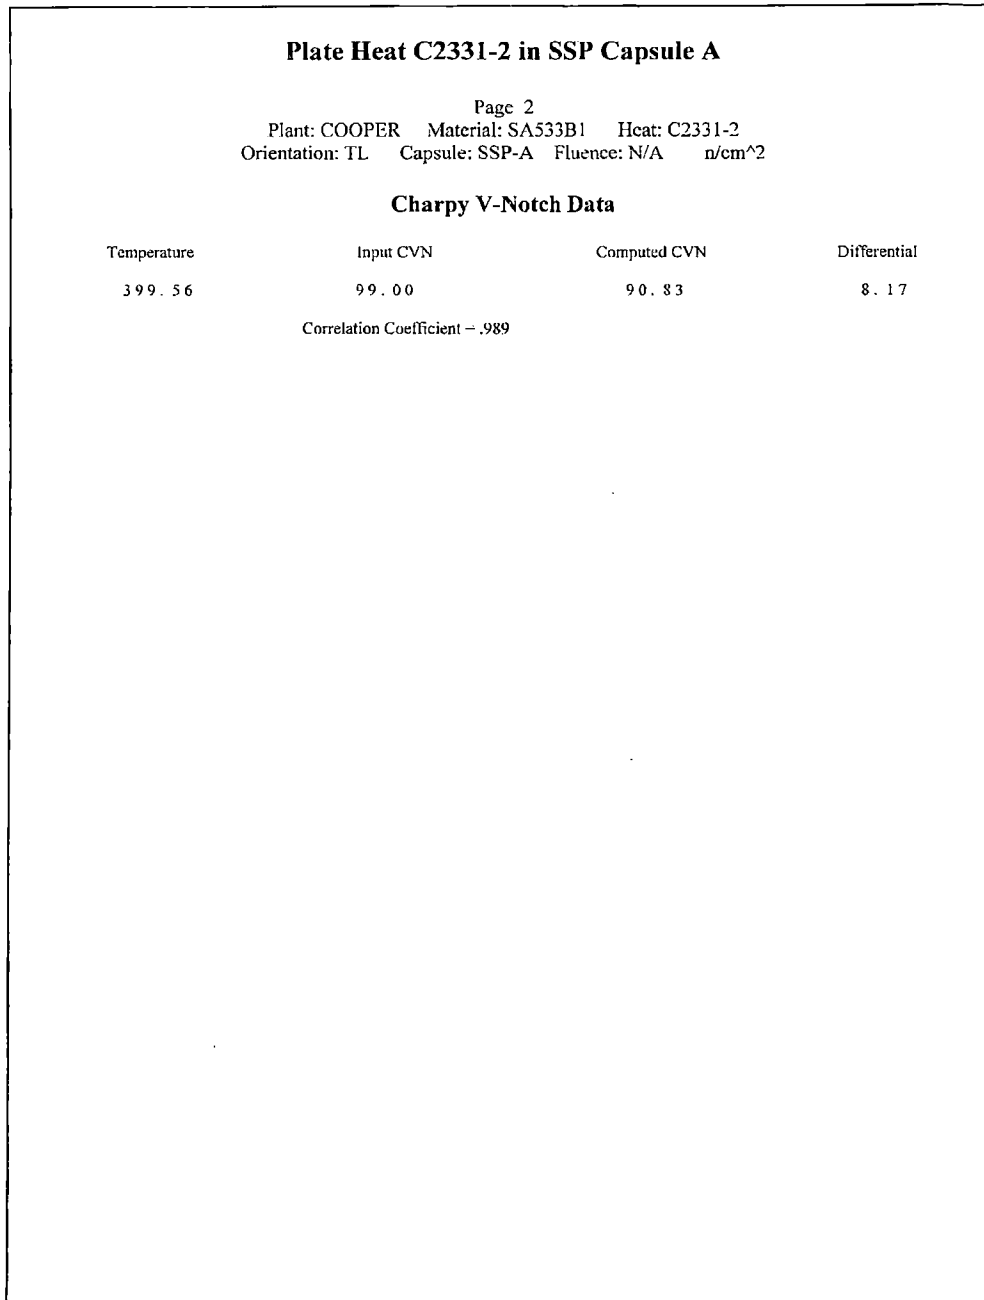 Plate Heat C2331-2 in SSP Capsule A
Page 2
Plant: COOPER Material: SA533B1 Heat: C2331-2
Orientation: TL Capsule: SSP-A Fluence: N/A n/cm^2
Charpy V-Notch Data
Temperature Input CVN Computed CVN Differential
399.56 99.00 90.83 8.17
Correlation Coefficient = .989